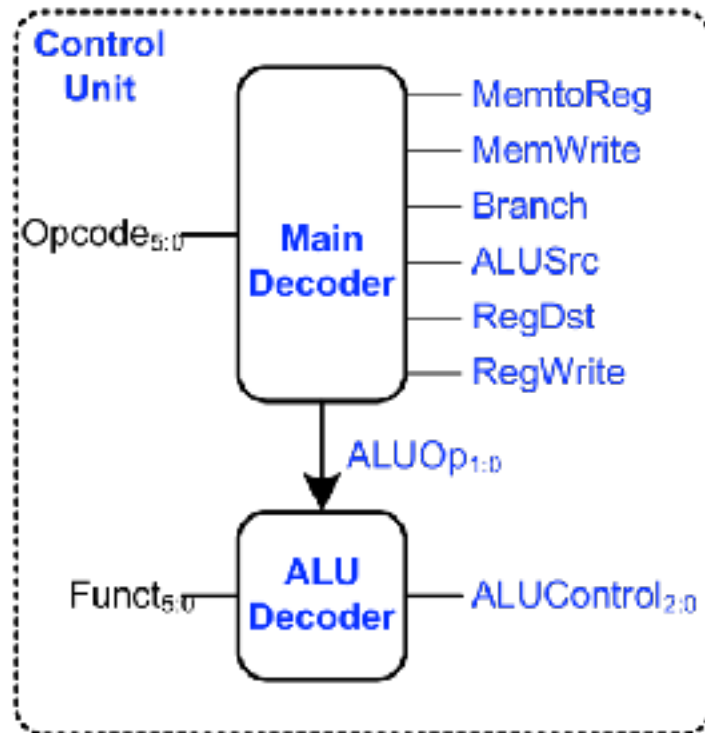 Control
Unit
MemtoReg
MemWrite
Branch
Opcode5:0
Main
Decoder
ALUSrc
RegDst
RegWrite
ALUOp1:0
ALU
Decoder
Funct5:0
ALUControl2:0